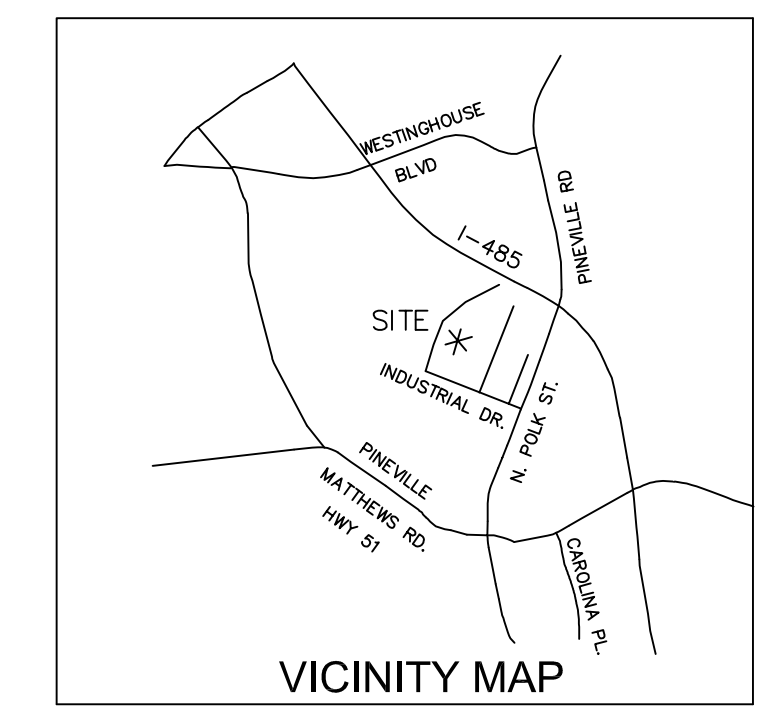 WESTINGHOUSE
BLVD
PINEVILLE RD
I-485
SITE
INDUSTRIAL DR.
N. POLK ST.
PINEVILLE
MATTHEWS RD.
HWY 51
CAROLINA PL.
VICINITY MAP